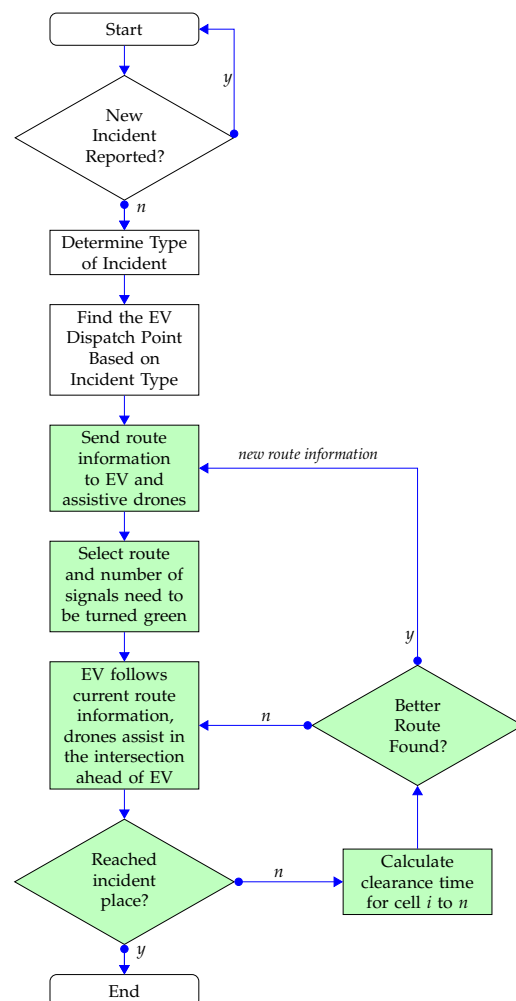 Start
y
New
Incident
Reported?
n
Determine Type
of Incident
Find the EV
Dispatch Point
Based on
Incident Type
Send route
information
to EV and
assistive drones
new route information
Select route
and number of
signals need to
be turned green
y
EV follows
current route
information,
drones assist in
the intersection
ahead of EV
n
Better
Route
Found?
Reached
incident
place?
n
Calculate
clearance time
for cell i to n
y
End